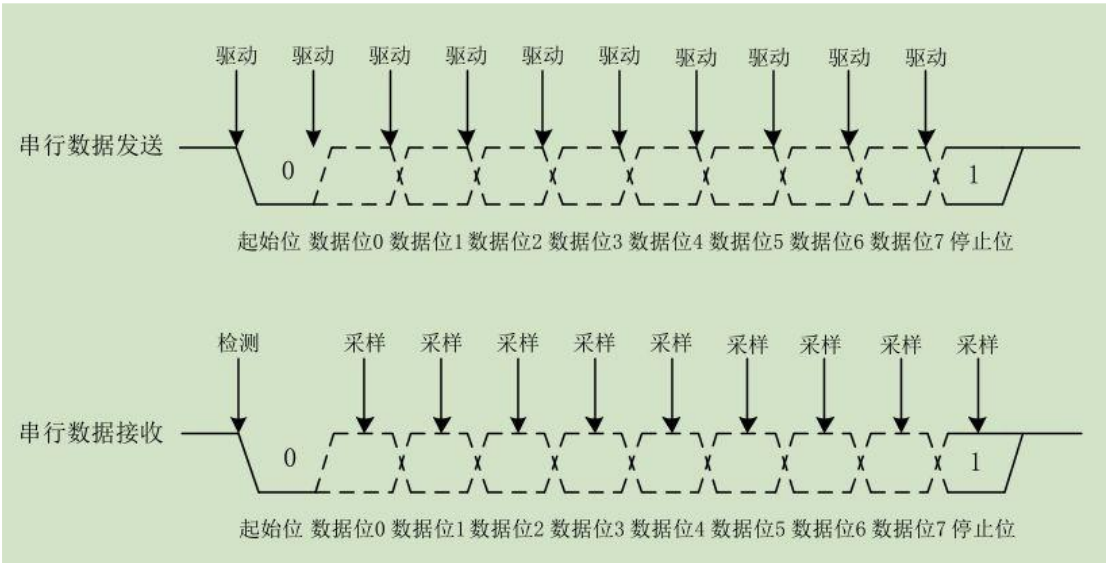 驱动 驱动 驱动 驱动 驱动 驱动 驱动 驱动 驱动 驱动
串行数据发送
0 1
起始位 数据位0 数据位1 数据位2 数据位3 数据位4 数据位5 数据位6 数据位7 停止位
检测 采样 采样 采样 采样 采样 采样 采样 采样 采样
串行数据接收
0 1
起始位 数据位0 数据位1 数据位2 数据位3 数据位4 数据位5 数据位6 数据位7 停止位